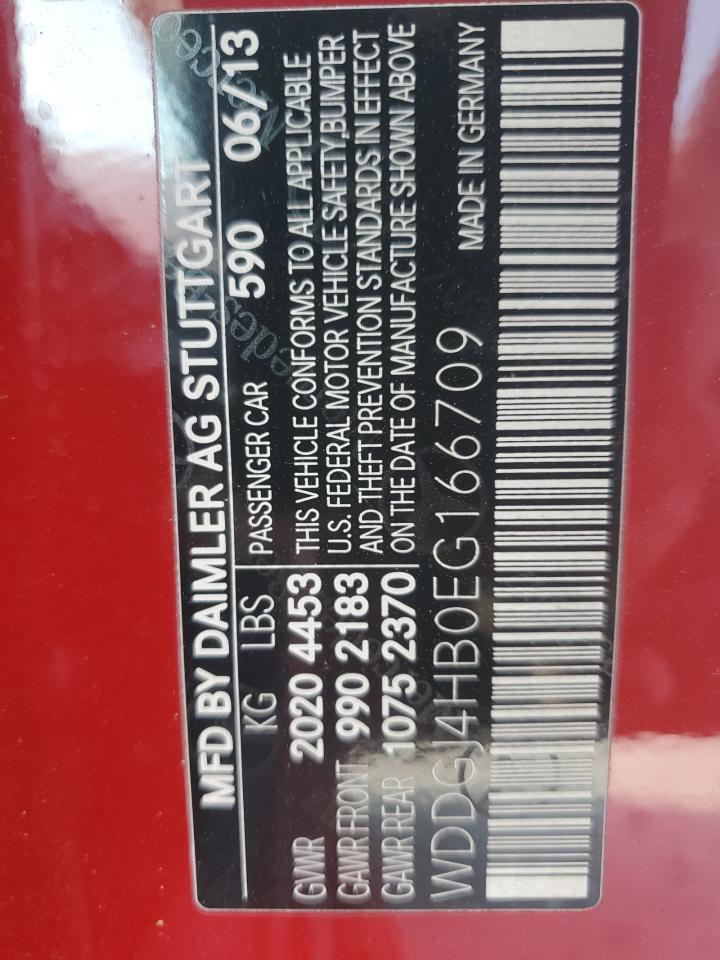 MFD BY DAIMLER AG STUTTGART
KG LBS PASSENGER CAR 590 06/13
GVWR 2020 4453 THIS VEHICLE CONFORMS TO ALL APPLICABLE
GAWR FRONT 990 2183 U.S. FEDERAL MOTOR VEHICLE SAFETY,BUMPER
GAWR REAR 1075 2370 AND THEFT PREVENTION STANDARDS IN EFFECT
ON THE DATE OF MANUFACTURE SHOWN ABOVE
WDDGJ4HB0EG166709 MADE IN GERMANY